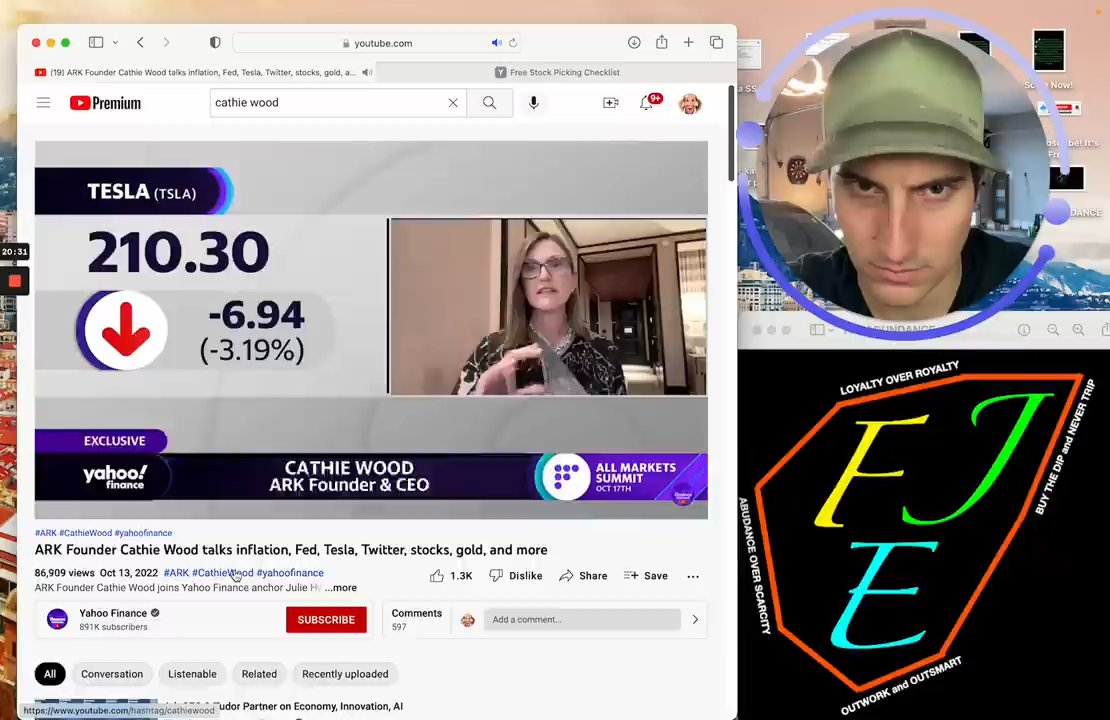 youtube.com
(19) ARK Founder Cathie Wood talks inflation, Fed, Tesla, Twitter, stocks, gold, a...
Free Stock Picking Checklist
Premium
cathie wood
9+
TESLA (TSLA)
210.30
-6.94
(-3.19%)
20:31
EXCLUSIVE
yahoo!
finance
CATHIE WOOD
ARK Founder & CEO
ALL MARKETS
SUMMIT
OCT 17TH
#ARK #CathieWood #yahoofinance
ARK Founder Cathie Wood talks inflation, Fed, Tesla, Twitter, stocks, gold, and more
86,909 views Oct 13, 2022 #ARK #CathieWood #yahoofinance
1.3K
Dislike
Share
Save
ARK Founder Cathie Wood joins Yahoo Finance anchor Julie Hy ...more
Yahoo Finance
891K subscribers
SUBSCRIBE
Comments
597
Add a comment...
All
Conversation
Listenable
Related
Recently uploaded
Tudor Partner on Economy, Innovation, AI
https://www.youtube.com/hashtag/cathiewood
LOYALTY OVER ROYALTY
BUY THE DIP and NEVER TRIP
ABUDANCE OVER SCARCITY
OUTWORK and OUTSMART
F J
E